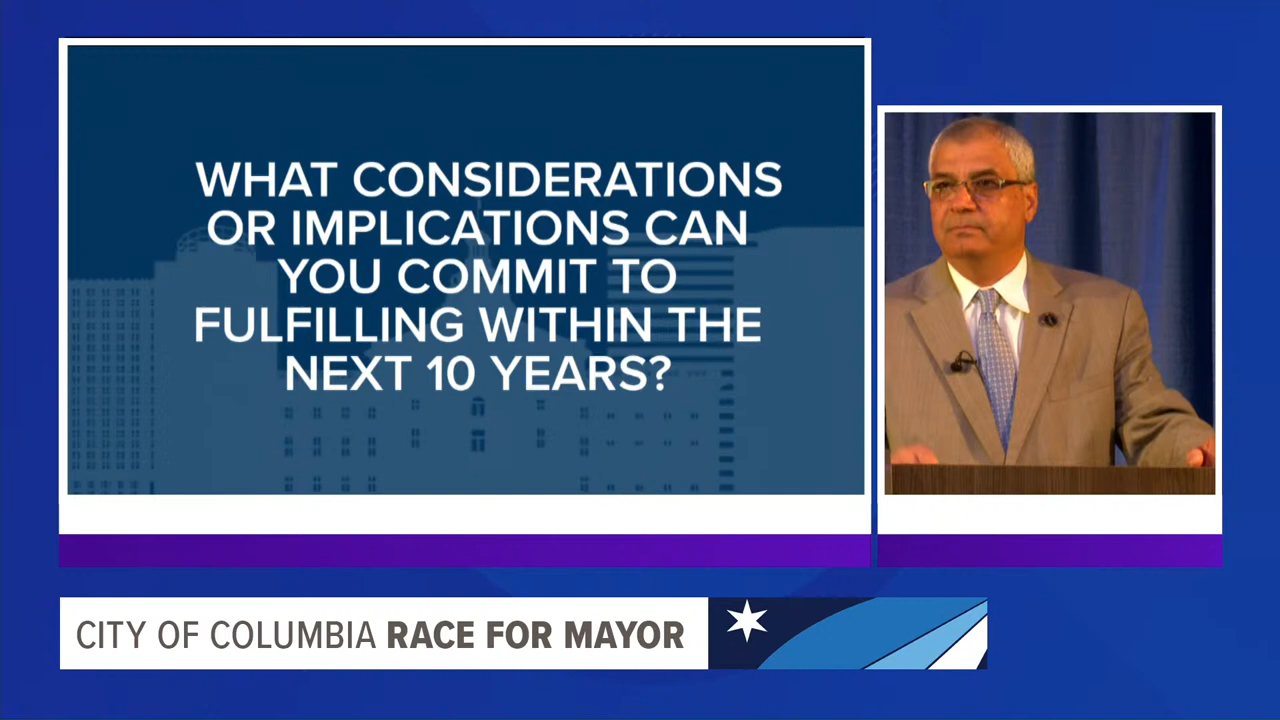 WHAT CONSIDERATIONS
OR IMPLICATIONS CAN
YOU COMMIT TO
FULFILLING WITHIN THE
NEXT 10 YEARS?
CITY OF COLUMBIA RACE FOR MAYOR